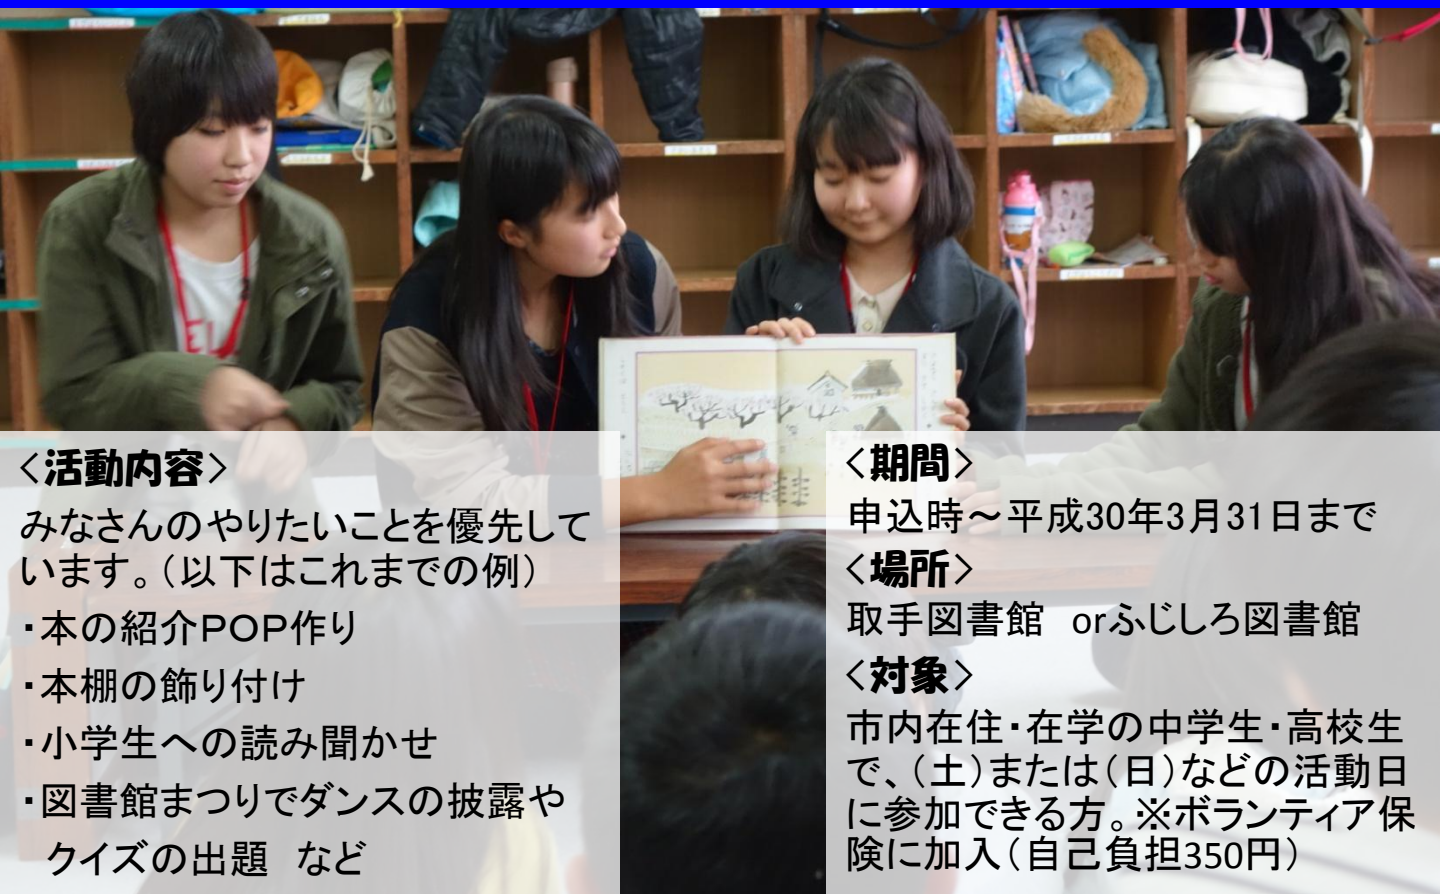 <活動内容>
みなさんのやりたいことを優先して
います。（以下はこれまでの例）
・本の紹介ＰＯＰ作り
・本棚の飾り付け
・小学生への読み聞かせ
・図書館まつりでダンスの披露や
クイズの出題　など
<期間>
申込時～平成30年3月31日まで
<場所>
取手図書館　orふじしろ図書館
<対象>
市内在住・在学の中学生・高校生
で、（土）または（日）などの活動日
に参加できる方。※ボランティア保
険に加入（自己負担350円）